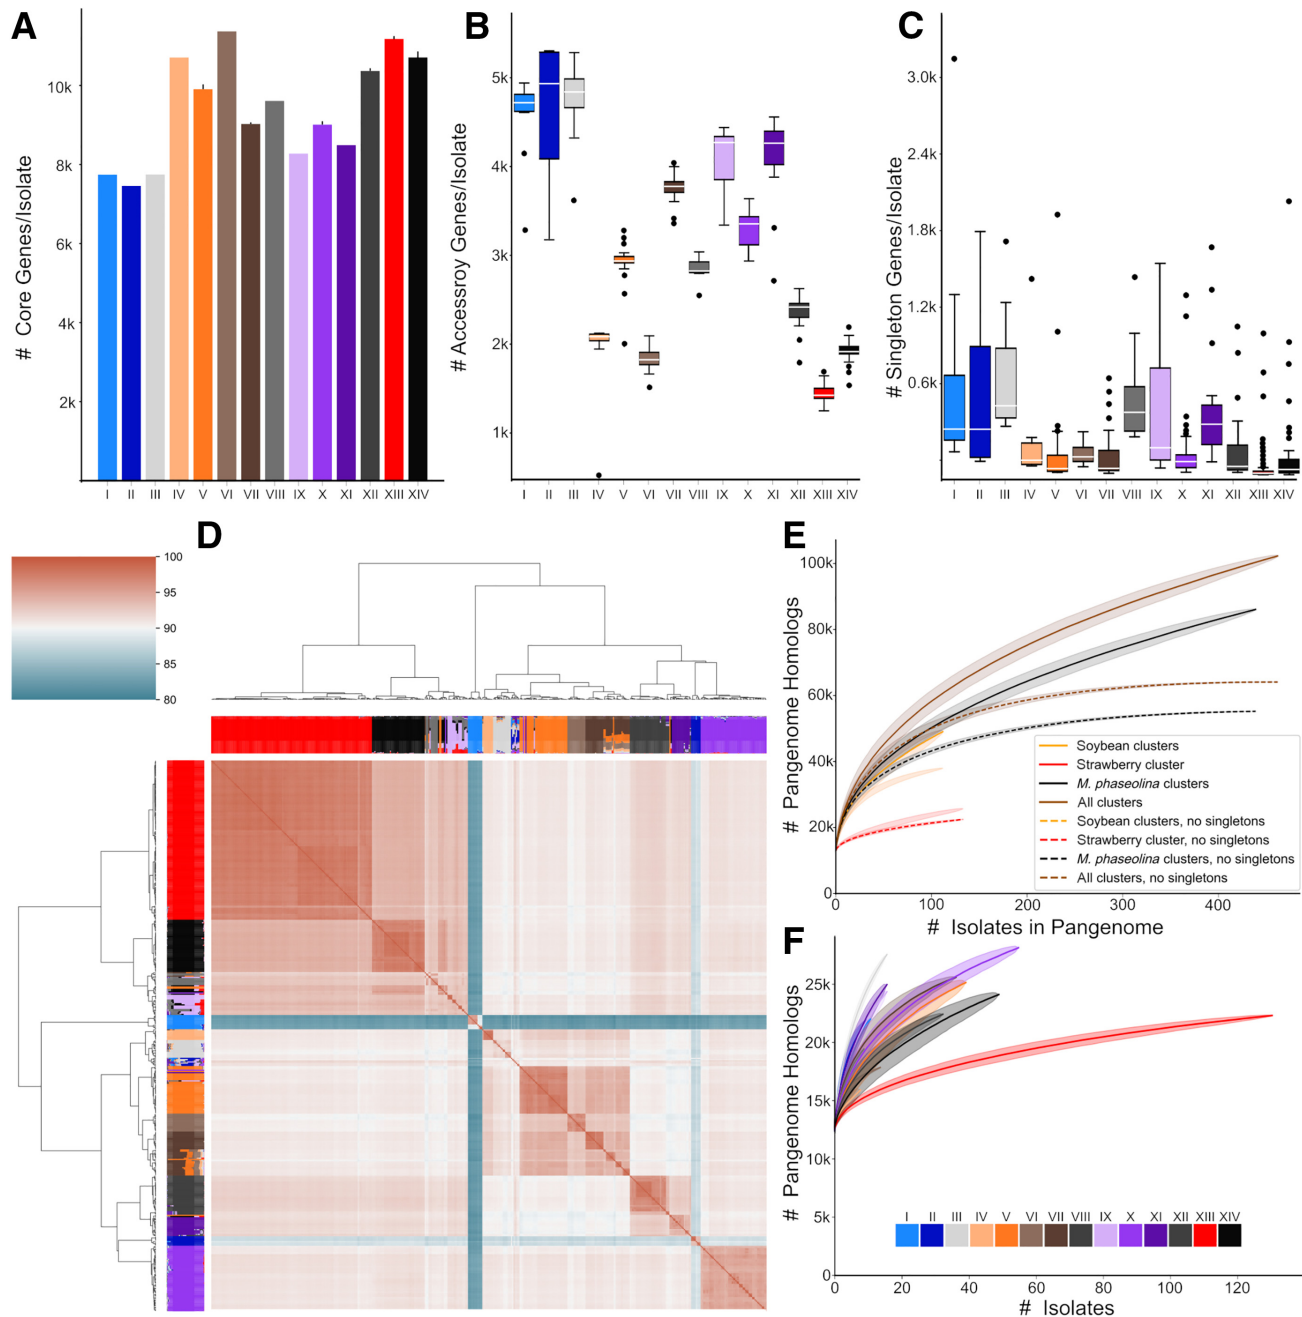 A
# Core Genes/Isolate
10k
8k
6k
4k
2k
I II III IV V VI VII VIII IX X XI XII XIII XIV
B
# Accessroy Genes/Isolate
5k
4k
3k
2k
1k
I II III IV V VI VII VIII IX X XI XII XIII XIV
C
# Singleton Genes/Isolate
3.0k
2.4k
1.8k
1.2k
0.6k
I II III IV V VI VII VIII IX X XI XII XIII XIV
D
100
95
90
85
80
E
# Pangenome Homologs
100k
80k
60k
40k
20k
0
0 100 200 300 400
# Isolates in Pangenome
Soybean clusters
Strawberry cluster
M. phaseolina clusters
All clusters
Soybean clusters, no singletons
Strawberry cluster, no singletons
M. phaseolina clusters, no singletons
All clusters, no singletons
F
# Pangenome Homologs
25k
20k
15k
10k
5k
0
I II III IV V VI VII VIII IX X XI XII XIII XIV
0 20 40 60 80 100 120
# Isolates